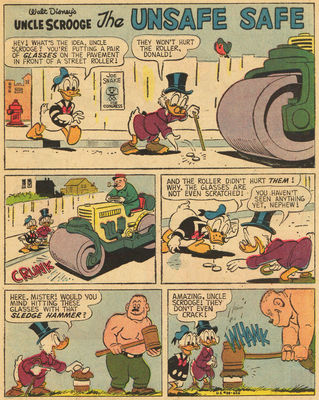 Walt Disney's
UNCLE SCROOGE The UNSAFE SAFE
HEY! WHAT'S THE IDEA, UNCLE
SCROOGE? YOU'RE PUTTING A PAIR
OF GLASSES ON THE PAVEMENT
IN FRONT OF A STREET ROLLER!
THEY WON'T HURT
THE ROLLER,
DONALD!
JOE
SNAKE
CONGRESS
CRUNK
AND THE ROLLER DIDN'T HURT THEM!
WHY, THE GLASSES ARE
NOT EVEN SCRATCHED!
YOU HAVEN'T
SEEN ANYTHING
YET, NEPHEW!
HERE, MISTER! WOULD YOU
MIND HITTING THESE
GLASSES WITH THAT
SLEDGE HAMMER?
AMAZING, UNCLE
SCROOGE! THEY
DON'T EVEN
CRACK!
WHANK